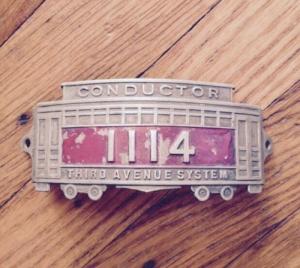 CONDUCTOR
1114
THIRD AVENUE SYSTEM